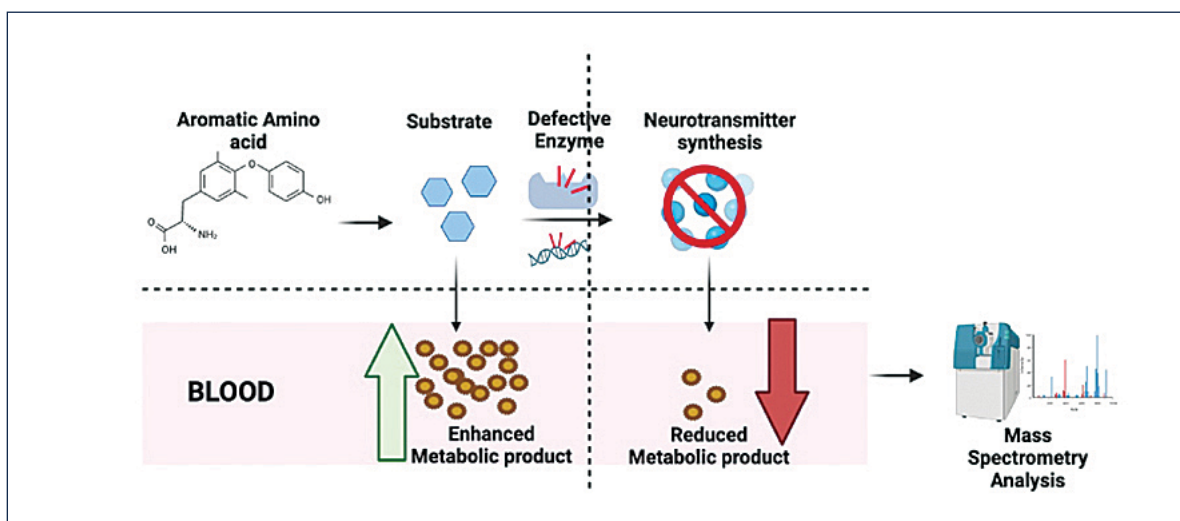 Aromatic Amino
acid
Substrate
Defective
Enzyme
Neurotransmitter
synthesis
O
OH
O
OH
NH₂
BLOOD
Enhanced
Metabolic product
Reduced
Metabolic product
Mass
Spectrometry
Analysis